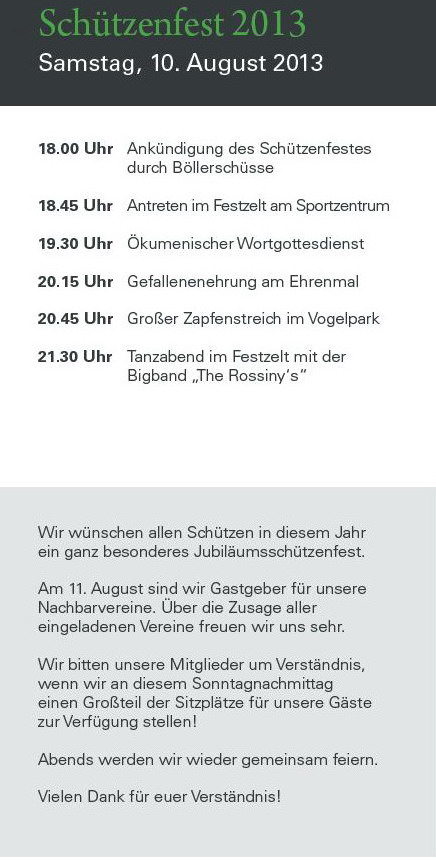 Schützenfest 2013
Samstag, 10. August 2013
18.00 Uhr Ankündigung des Schützenfestes
durch Böllerschüsse
18.45 Uhr Antreten im Festzelt am Sportzentrum
19.30 Uhr Ökumenischer Wortgottesdienst
20.15 Uhr Gefallenenehrung am Ehrenmal
20.45 Uhr Großer Zapfenstreich im Vogelpark
21.30 Uhr Tanzabend im Festzelt mit der
Bigband „The Rossiny‘s“
Wir wünschen allen Schützen in diesem Jahr
ein ganz besonderes Jubiläumsschützenfest.
Am 11. August sind wir Gastgeber für unsere
Nachbarvereine. Über die Zusage aller
eingeladenen Vereine freuen wir uns sehr.
Wir bitten unsere Mitglieder um Verständnis,
wenn wir an diesem Sonntagnachmittag
einen Großteil der Sitzplätze für unsere Gäste
zur Verfügung stellen!
Abends werden wir wieder gemeinsam feiern.
Vielen Dank für euer Verständnis!